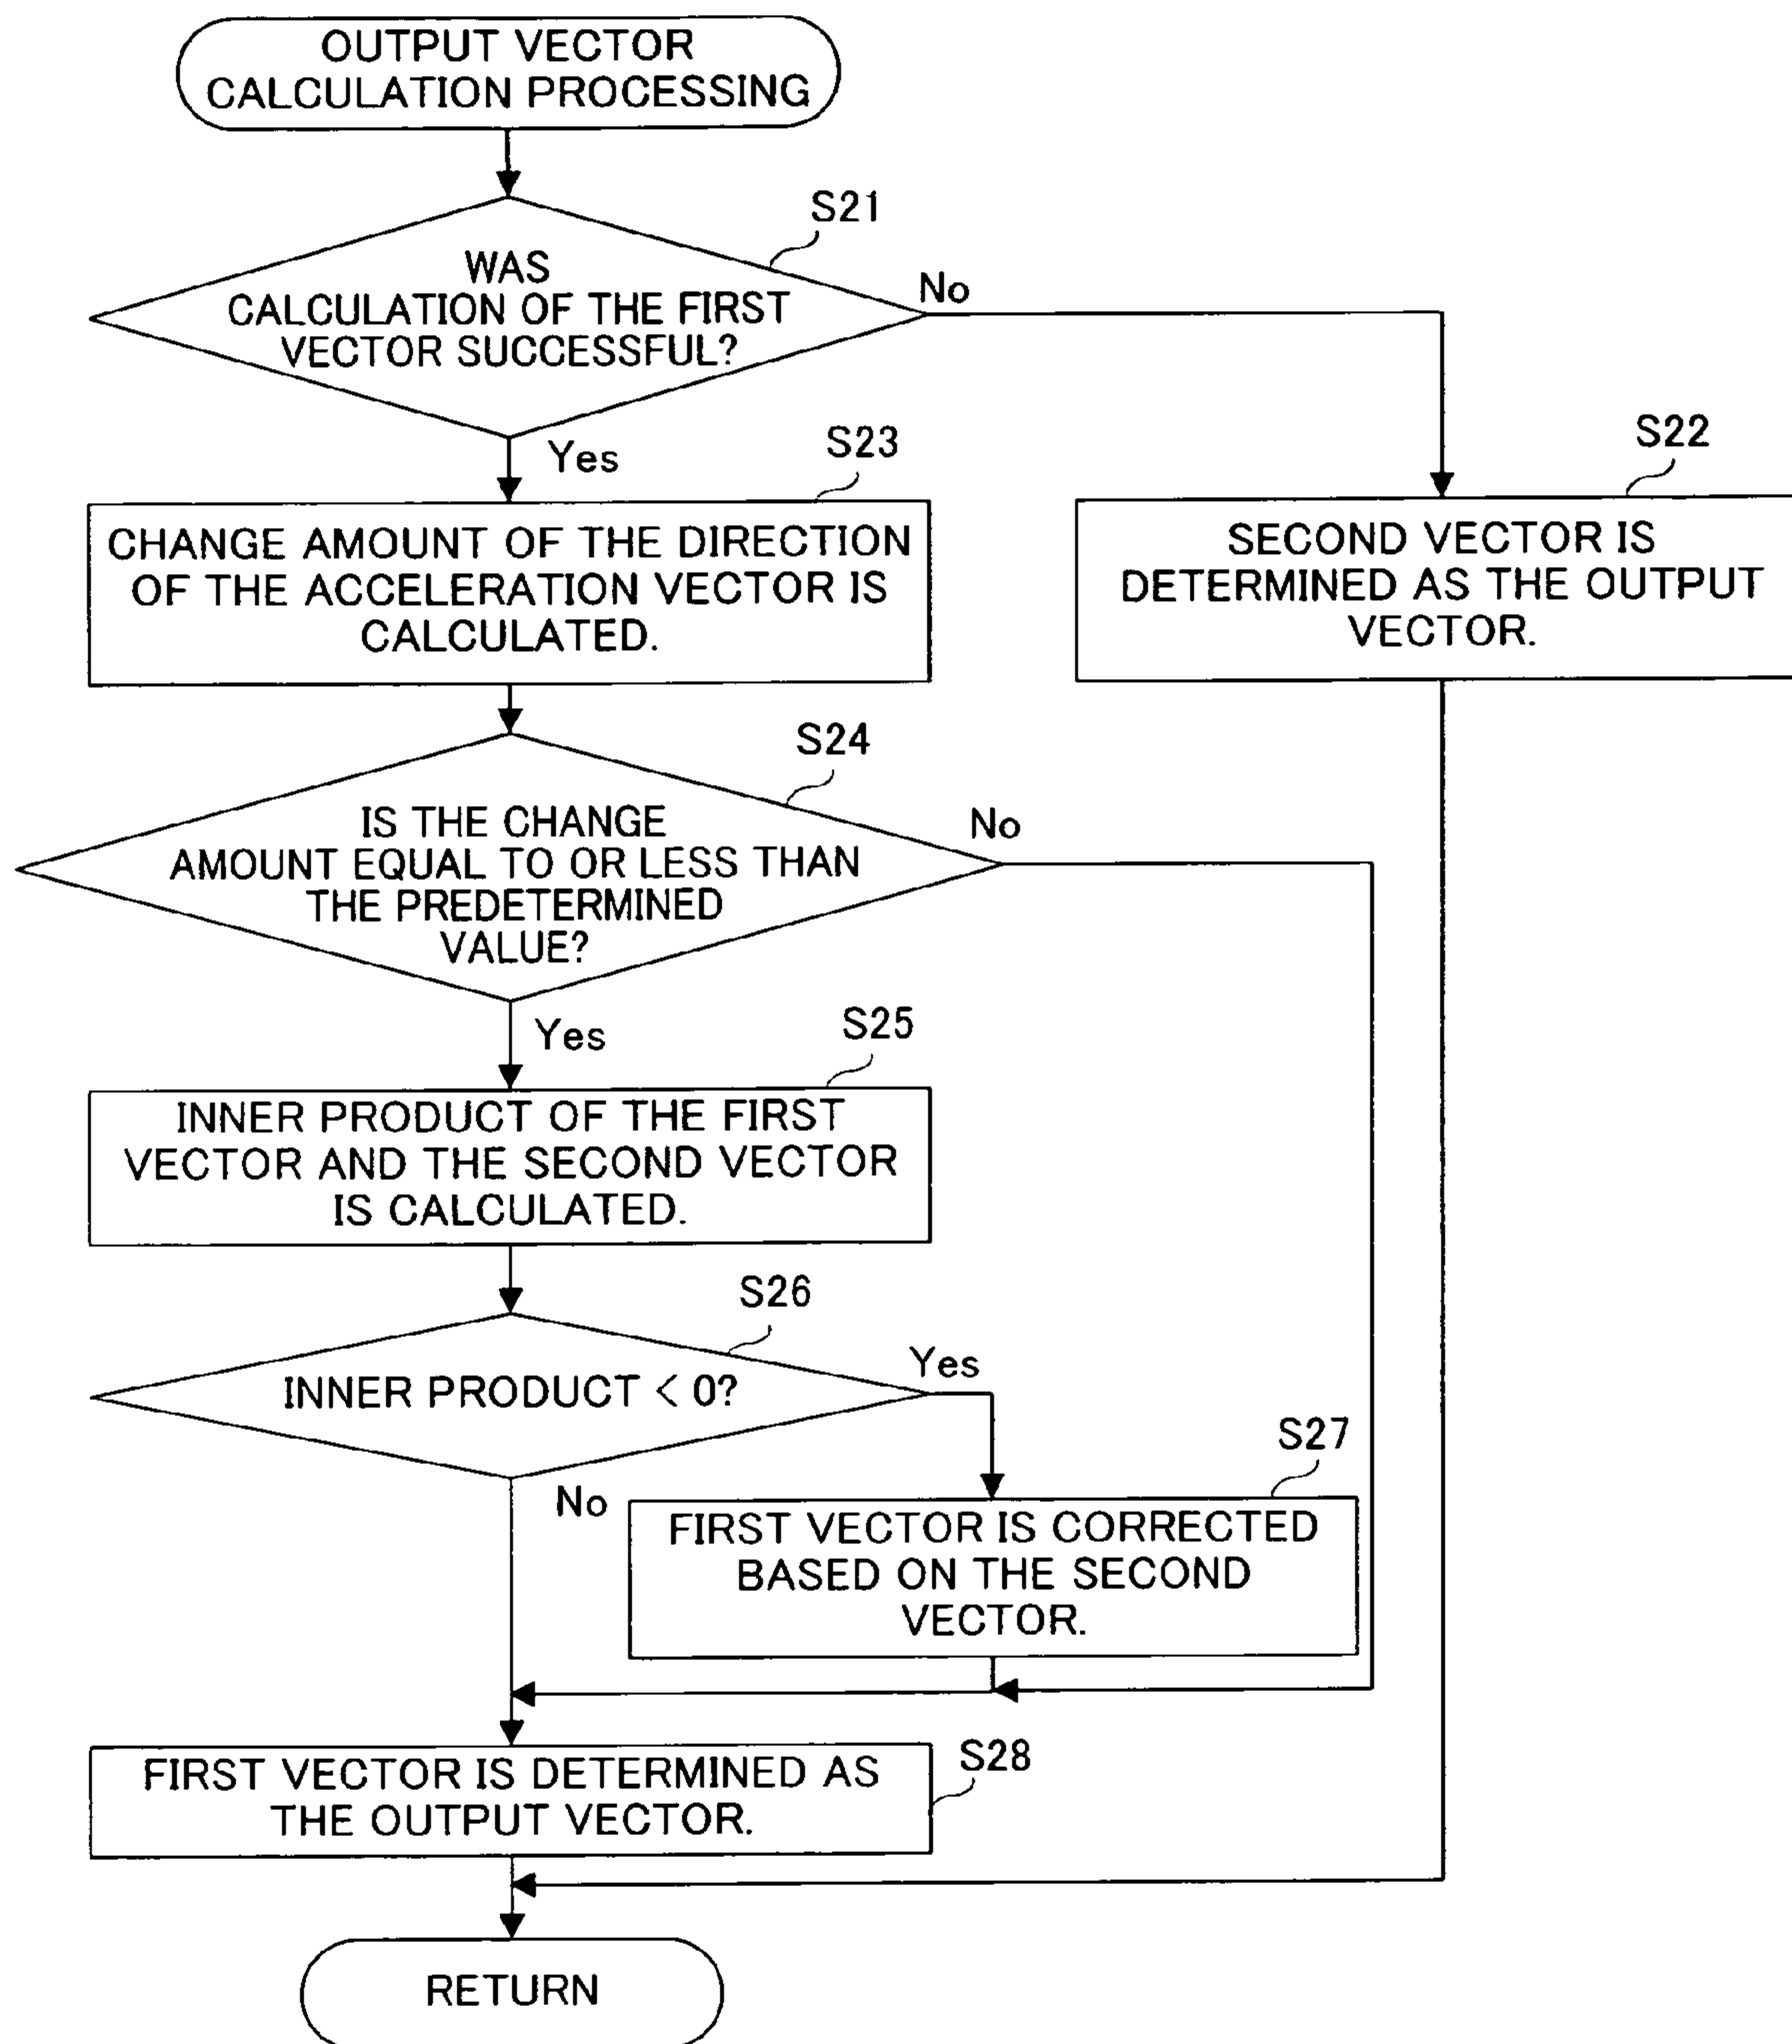 OUTPUT VECTOR
CALCULATION PROCESSING
S21
WAS
CALCULATION OF THE FIRST
VECTOR SUCCESSFUL?
No
Yes
S23
CHANGE AMOUNT OF THE DIRECTION
OF THE ACCELERATION VECTOR IS
CALCULATED.
S22
SECOND VECTOR IS
DETERMINED AS THE OUTPUT
VECTOR.
S24
IS THE CHANGE
AMOUNT EQUAL TO OR LESS THAN
THE PREDETERMINED
VALUE?
No
Yes
S25
INNER PRODUCT OF THE FIRST
VECTOR AND THE SECOND VECTOR
IS CALCULATED.
S26
INNER PRODUCT < 0?
Yes
No
S27
FIRST VECTOR IS CORRECTED
BASED ON THE SECOND
VECTOR.
FIRST VECTOR IS DETERMINED AS
THE OUTPUT VECTOR.
S28
RETURN